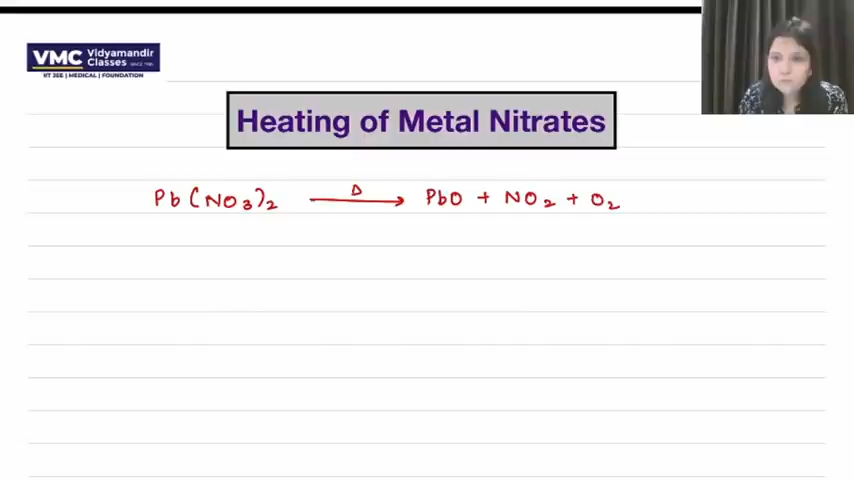 VMC Vidyamandir Classes SINCE 1986
IIT JEE | MEDICAL | FOUNDATION
Heating of Metal Nitrates
Pb(NO₃)₂ —Δ→ PbO + NO₂ + O₂